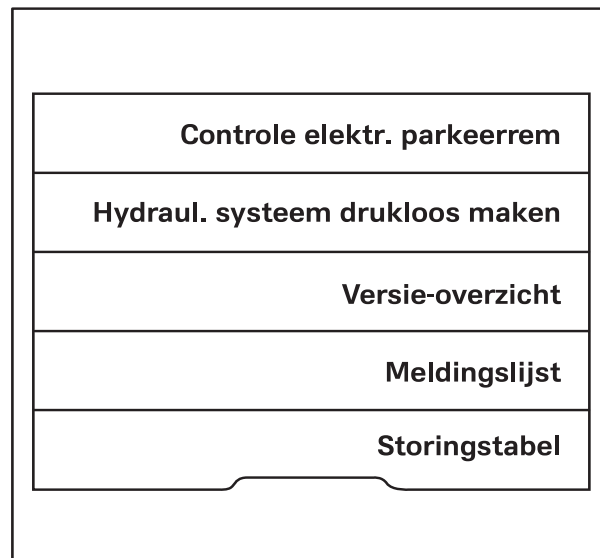 Controle elektr. parkeerrem
Hydraul. systeem drukloos maken
Versie-overzicht
Meldingslijst
Storingstabel